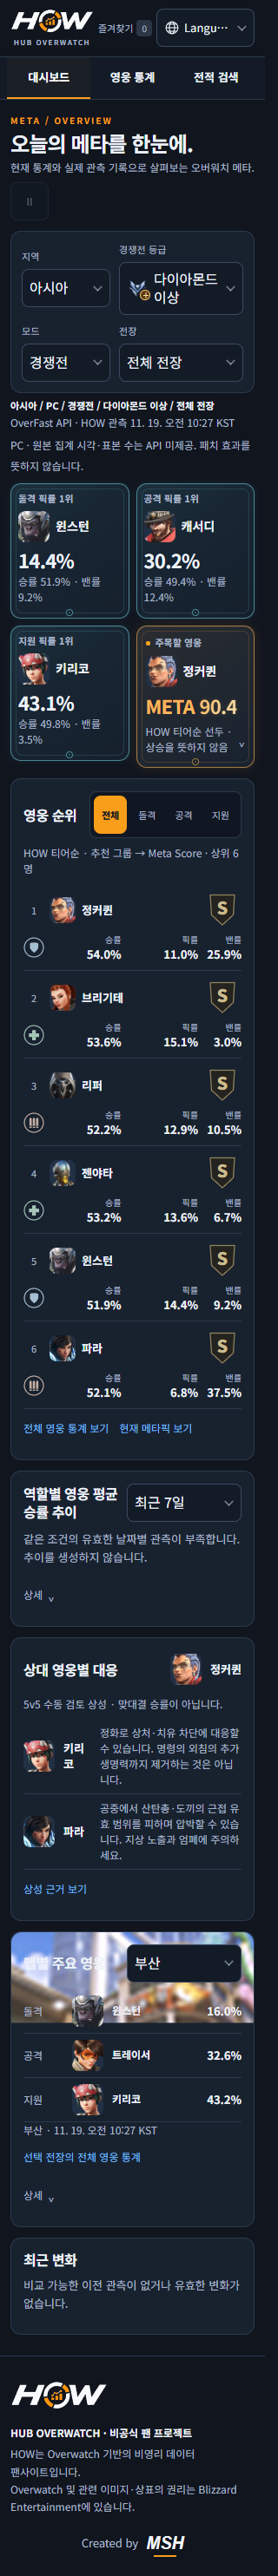 HOW
HUB OVERWATCH
즐겨찾기 0
Langu…
대시보드 영웅 통계 전적 검색
META / OVERVIEW
오늘의 메타를 한눈에.
현재 통계와 실제 관측 기록으로 살펴보는 오버워치 메타.
지역
아시아
경쟁전 등급
다이아몬드
이상
모드
경쟁전
전장
전체 전장
아시아 / PC / 경쟁전 / 다이아몬드 이상 / 전체 전장
OverFast API · HOW 관측 11. 19. 오전 10:27 KST
PC · 원본 집계 시각·표본 수는 API 미제공. 패치 효과를
뜻하지 않습니다.
돌격 픽률 1위
윈스턴
14.4%
승률 51.9% · 밴률
9.2%
공격 픽률 1위
캐서디
30.2%
승률 49.4% · 밴률
12.4%
지원 픽률 1위
키리코
43.1%
승률 49.8% · 밴률
3.5%
주목할 영웅
정커퀸
META 90.4
HOW 티어순 선두 ·
상승을 뜻하지 않음
영웅 순위
전체 돌격 공격 지원
HOW 티어순 · 추천 그룹 → Meta Score · 상위 6
명
1 정커퀸 S
승률 픽률 밴률
54.0% 11.0% 25.9%
2 브리기테 S
승률 픽률 밴률
53.6% 15.1% 3.0%
3 리퍼 S
승률 픽률 밴률
52.2% 12.9% 10.5%
4 젠야타 S
승률 픽률 밴률
53.2% 13.6% 6.7%
5 윈스턴 S
승률 픽률 밴률
51.9% 14.4% 9.2%
6 파라 S
승률 픽률 밴률
52.1% 6.8% 37.5%
전체 영웅 통계 보기 현재 메타픽 보기
역할별 영웅 평균
승률 추이
최근 7일
같은 조건의 유효한 날짜별 관측이 부족합니다.
추이를 생성하지 않습니다.
상세
상대 영웅별 대응
정커퀸
5v5 수동 검토 상성 · 맞대결 승률이 아닙니다.
키리
코
정화로 상처·치유 차단에 대응할
수 있습니다. 명령의 외침의 추가
생명력까지 제거하는 것은 아닙
니다.
파라
공중에서 산탄총·도끼의 근접 유
효 범위를 피하며 압박할 수 있습
니다. 지상 노출과 엄폐에 주의하
세요.
상성 근거 보기
맵별 주요 영웅
부산
돌격 윈스턴 16.0%
공격 트레이서 32.6%
지원 키리코 43.2%
부산 · 11. 19. 오전 10:27 KST
선택 전장의 전체 영웅 통계
상세
최근 변화
비교 가능한 이전 관측이 없거나 유효한 변화가
없습니다.
HOW
HUB OVERWATCH · 비공식 팬 프로젝트
HOW는 Overwatch 기반의 비영리 데이터
팬사이트입니다.
Overwatch 및 관련 이미지·상표의 권리는 Blizzard
Entertainment에 있습니다.
Created by MSH